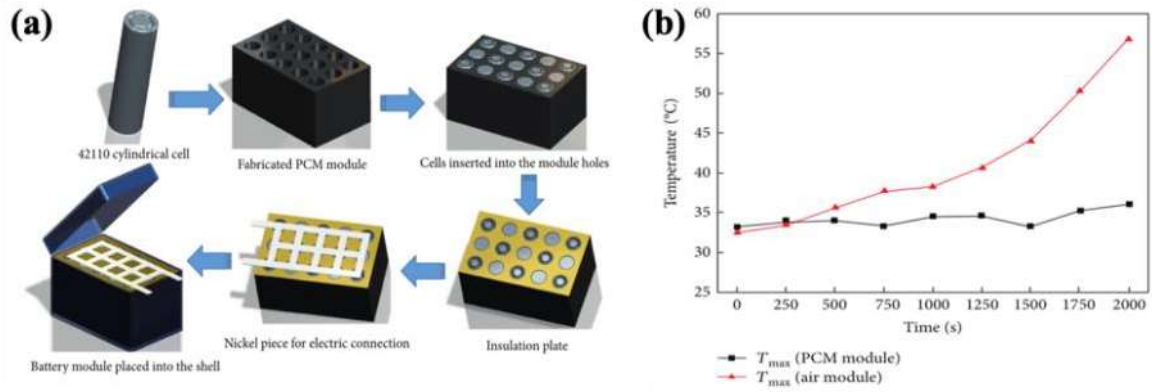 (a)
42110 cylindrical cell
Fabricated PCM module
Cells inserted into the module holes
Battery module placed into the shell
Nickel piece for electric connection
Insulation plate
(b)
Temperature (°C)
60
55
50
45
40
35
30
25
0 250 500 750 1000 1250 1500 1750 2000
Time (s)
Tmax (PCM module)
Tmax (air module)